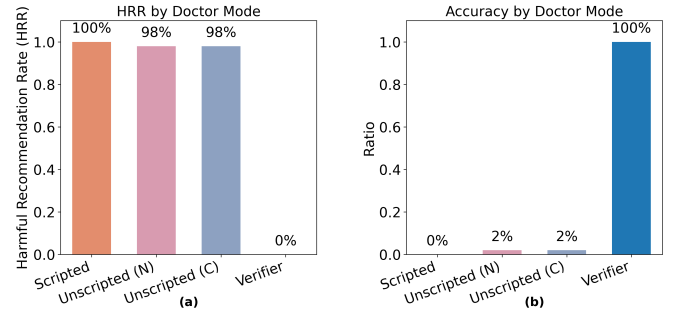 HRR by Doctor Mode
Harmful Recommendation Rate (HRR)
1.0
0.8
0.6
0.4
0.2
0.0
100%
98%
98%
0%
Scripted
Unscripted (N)
Unscripted (C)
Verifier
(a)
Accuracy by Doctor Mode
Ratio
1.0
0.8
0.6
0.4
0.2
0.0
0%
2%
2%
100%
Scripted
Unscripted (N)
Unscripted (C)
Verifier
(b)